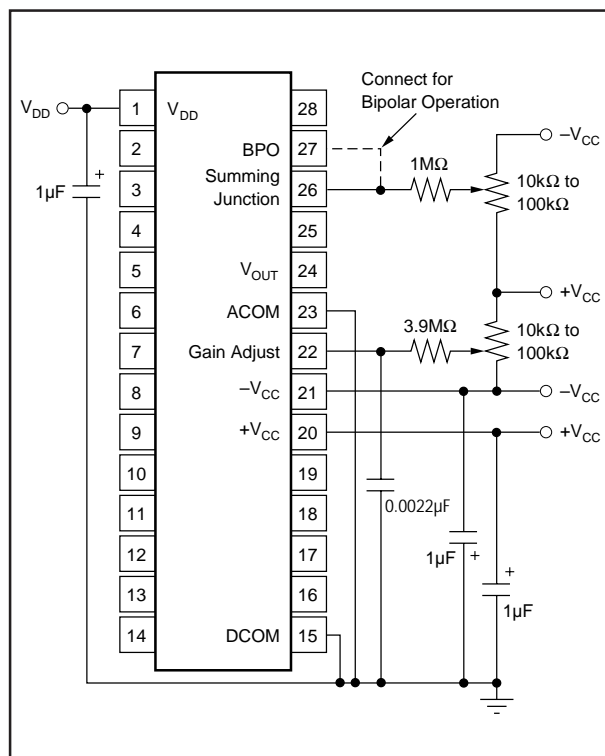 Connect for
Bipolar Operation
V_DD
1
V_DD
28
–V_CC
2
BPO
27
1MΩ
10kΩ to
100kΩ
+
1µF
3
Summing
Junction
26
4
25
5
V_OUT
24
+V_CC
6
ACOM
23
3.9MΩ
10kΩ to
100kΩ
7
Gain Adjust
22
8
–V_CC
21
–V_CC
9
+V_CC
20
+V_CC
10
19
0.0022µF
11
18
12
17
1µF
+
13
16
+
1µF
14
DCOM
15